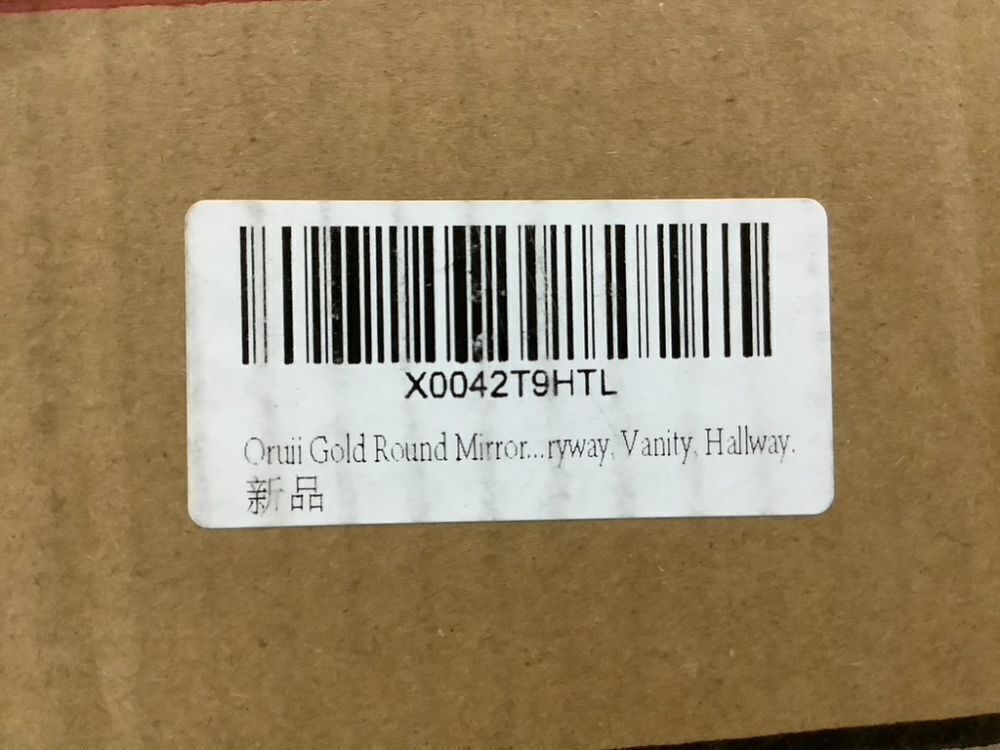 X0042T9HTL
Oruii Gold Round Mirror...ryway, Vanity, Hallway.
新品